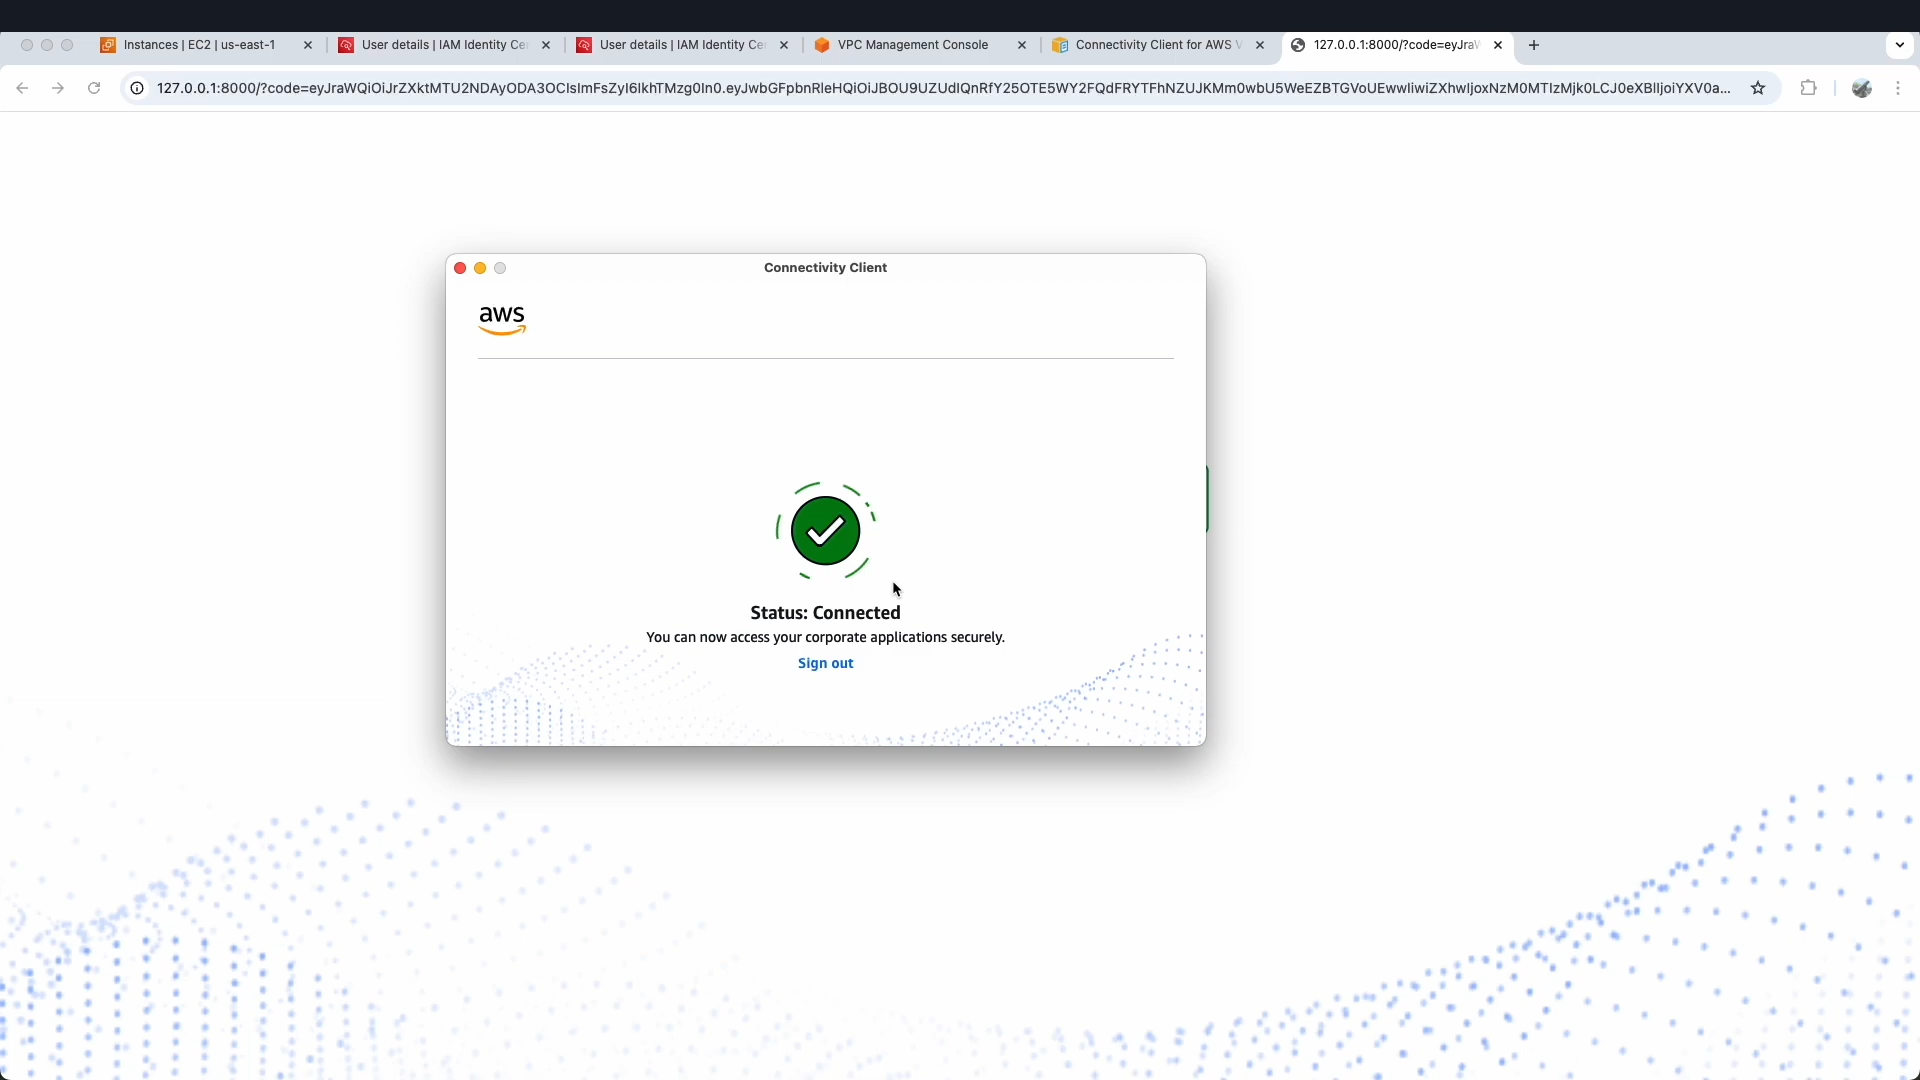 Instances | EC2 | us-east-1
User details | IAM Identity Ce
User details | IAM Identity Ce
VPC Management Console
Connectivity Client for AWS V
127.0.0.1:8000/?code=eyJraW
127.0.0.1:8000/?code=eyJraWQiOiJrZXktMTU2NDAyODA3OCIsImFsZyI6IkhTMzg0In0.eyJwbGFpbnRleHQiOiJBOU9UZUdIQnRfY25OTE5WY2FQdFRYTFhNZUJKMm0wbU5WeEZBTGVoUEwwIiwiZXhwIjoxNzM0MTIzMjk0LCJ0eXBlIjoiYXV0a...
Connectivity Client
aws
Status: Connected
You can now access your corporate applications securely.
Sign out